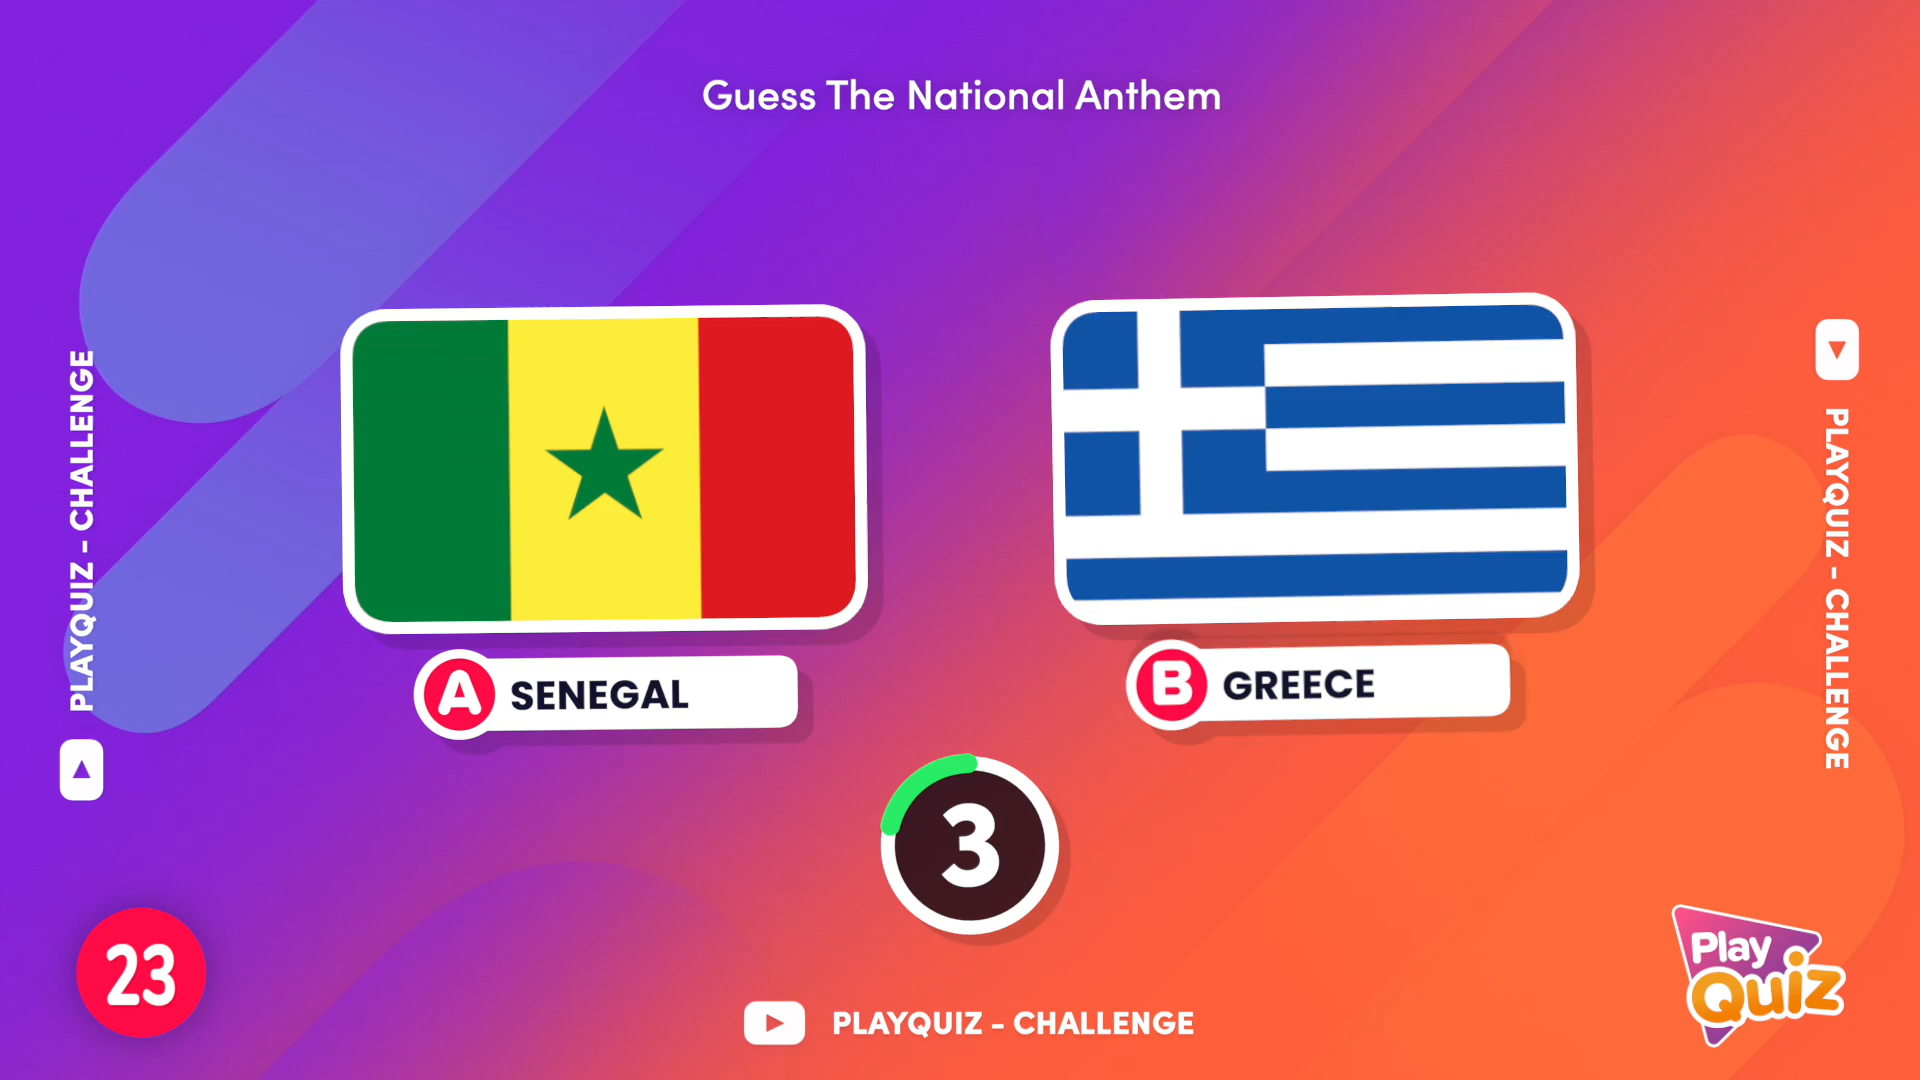 Guess The National Anthem
PLAYQUIZ - CHALLENGE
PLAYQUIZ - CHALLENGE
A SENEGAL
B GREECE
3
23
PLAYQUIZ - CHALLENGE
Play
Quiz